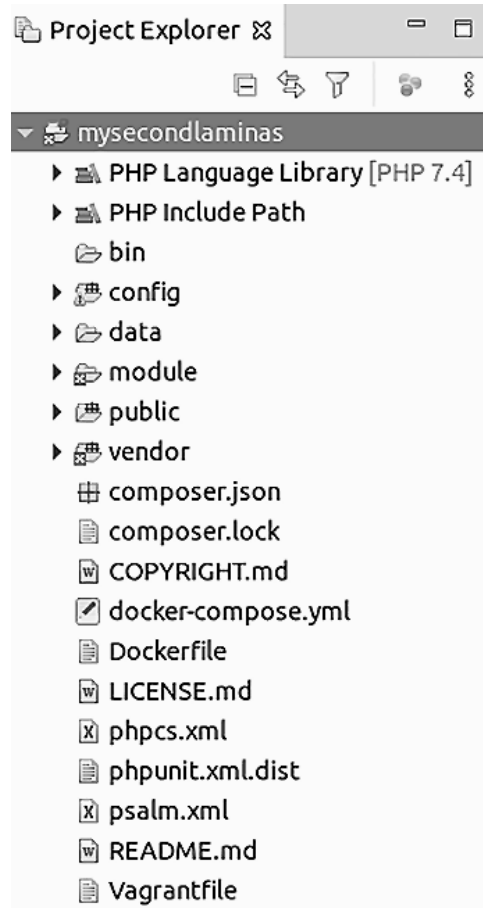 Project Explorer
mysecondlaminas
PHP Language Library [PHP 7.4]
PHP Include Path
bin
config
data
module
public
vendor
composer.json
composer.lock
COPYRIGHT.md
docker-compose.yml
Dockerfile
LICENSE.md
phpcs.xml
phpunit.xml.dist
psalm.xml
README.md
Vagrantfile